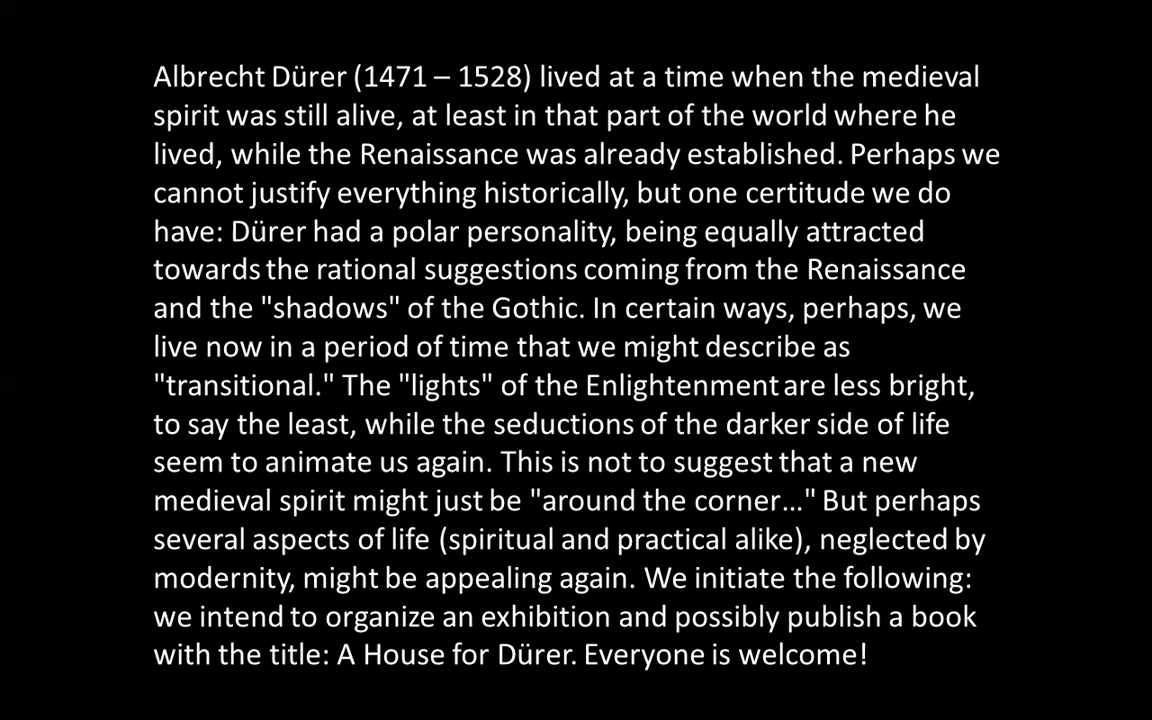 Albrecht Dürer (1471 – 1528) lived at a time when the medieval
spirit was still alive, at least in that part of the world where he
lived, while the Renaissance was already established. Perhaps we
cannot justify everything historically, but one certitude we do
have: Dürer had a polar personality, being equally attracted
towards the rational suggestions coming from the Renaissance
and the "shadows" of the Gothic. In certain ways, perhaps, we
live now in a period of time that we might describe as
"transitional." The "lights" of the Enlightenment are less bright,
to say the least, while the seductions of the darker side of life
seem to animate us again. This is not to suggest that a new
medieval spirit might just be "around the corner…" But perhaps
several aspects of life (spiritual and practical alike), neglected by
modernity, might be appealing again. We initiate the following:
we intend to organize an exhibition and possibly publish a book
with the title: A House for Dürer. Everyone is welcome!